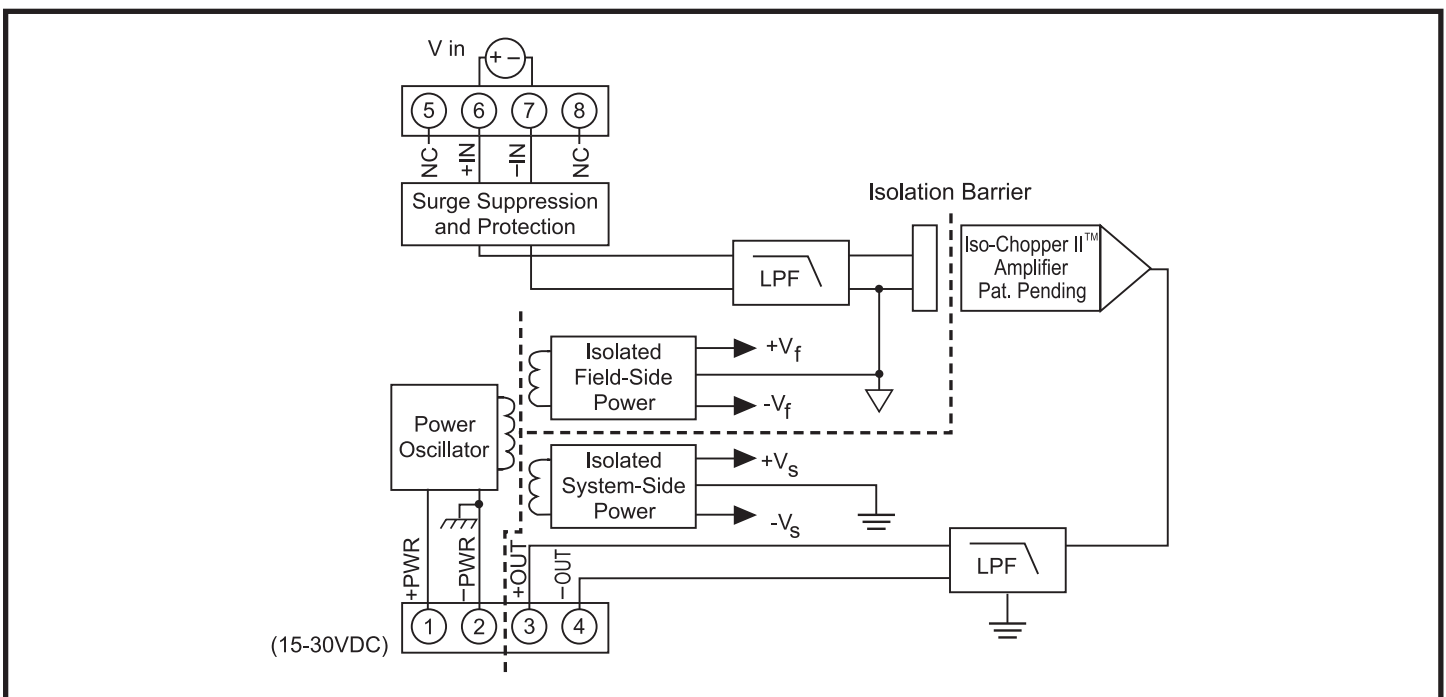 V in
+ –
5 6 7 8
NC
+IN
–IN
NC
Surge Suppression
and Protection
Isolation Barrier
LPF
Iso-Chopper II™
Amplifier
Pat. Pending
Isolated
Field-Side
Power
+Vf
-Vf
Power
Oscillator
Isolated
System-Side
Power
+Vs
-Vs
+PWR
–PWR
+OUT
–OUT
LPF
1 2 3 4
(15-30VDC)